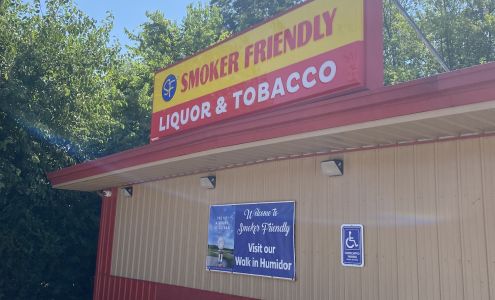 SF SMOKER FRIENDLY
LIQUOR & TOBACCO
Welcome to
Smoker Friendly
Visit our
Walk in Humidor